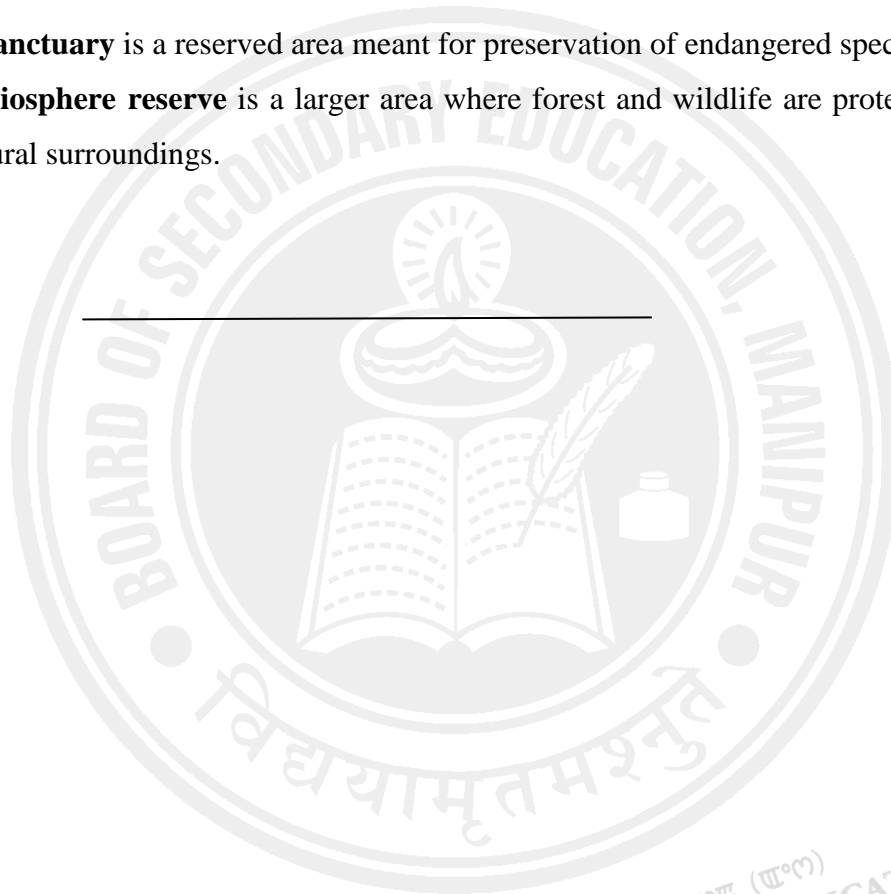 anctuary is a reserved area meant for preservation of endangered spec
iosphere reserve is a larger area where forest and wildlife are prote
ural surroundings.
BOARD OF SECONDARY EDUCATION, MANIPUR
विद्ययामृतमश्नुते